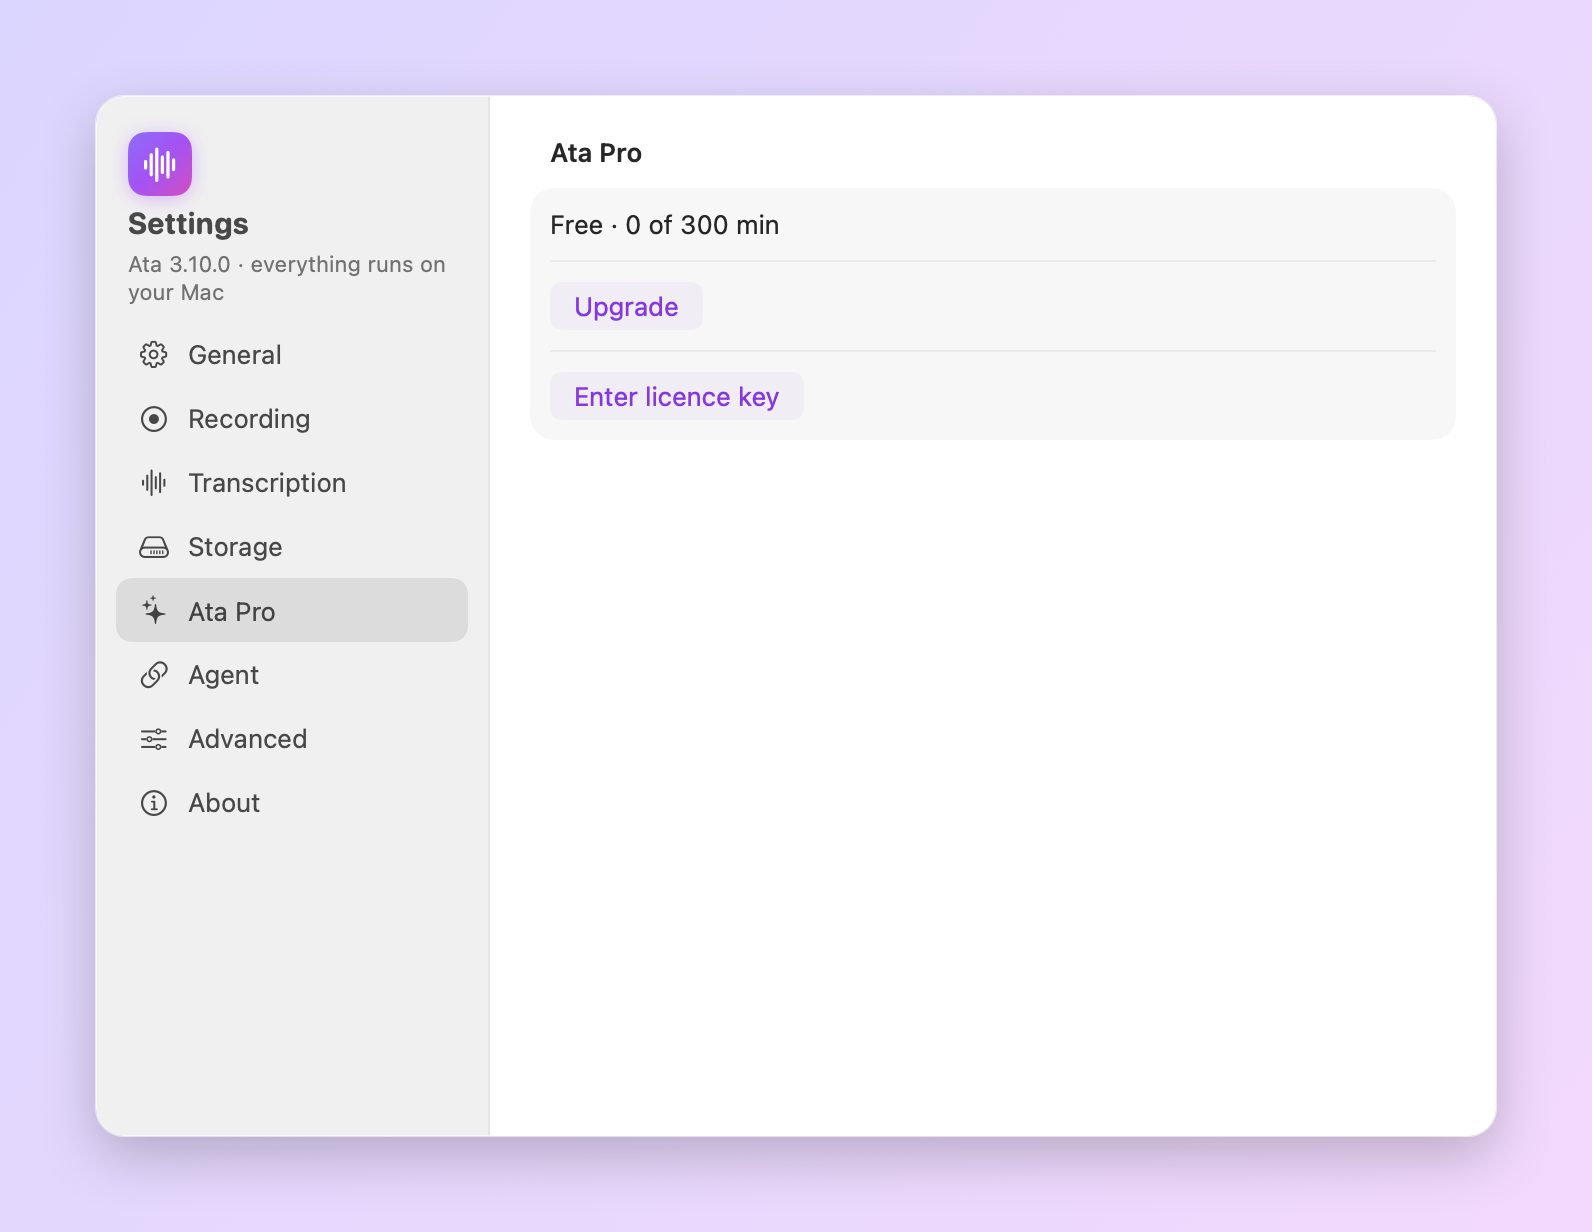 Settings
Ata 3.10.0 · everything runs on
your Mac
General
Recording
Transcription
Storage
Ata Pro
Agent
Advanced
About
Ata Pro
Free · 0 of 300 min
Upgrade
Enter licence key